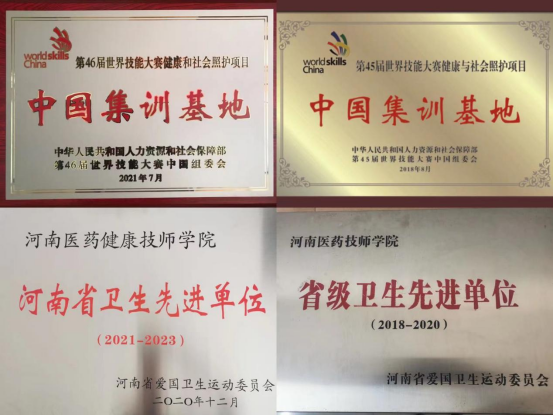 worldskills
China
第46届世界技能大赛健康和社会照护项目
中国集训基地
中华人民共和国人力资源和社会保障部
第46届世界技能大赛中国组委会
2021年7月
worldskills
China
第45届世界技能大赛健康与社会照护项目
中国集训基地
中华人民共和国人力资源和社会保障部
第45届世界技能大赛中国组委会
2018年8月
河南医药健康技师学院
河南省卫生先进单位
(2021-2023)
河南省爱国卫生运动委员会
二〇二〇年十二月
河南医药技师学院
省级卫生先进单位
(2018-2020)
河南省爱国卫生运动委员会